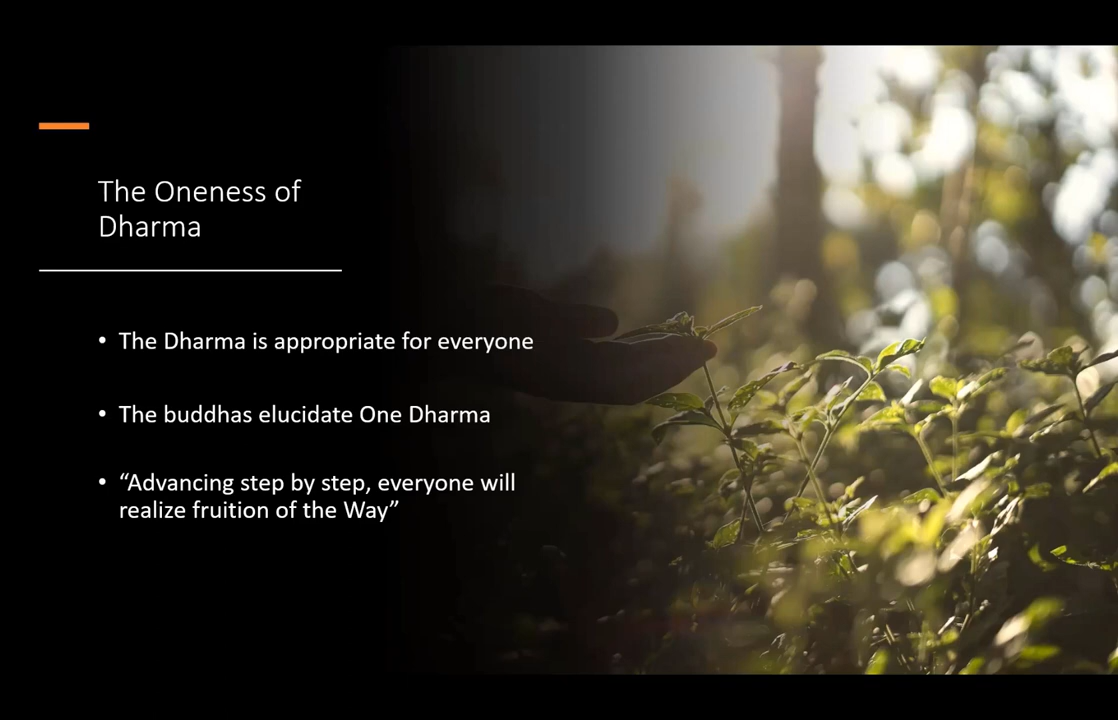 The Oneness of
Dharma
• The Dharma is appropriate for everyone
• The buddhas elucidate One Dharma
• “Advancing step by step, everyone will
realize fruition of the Way”